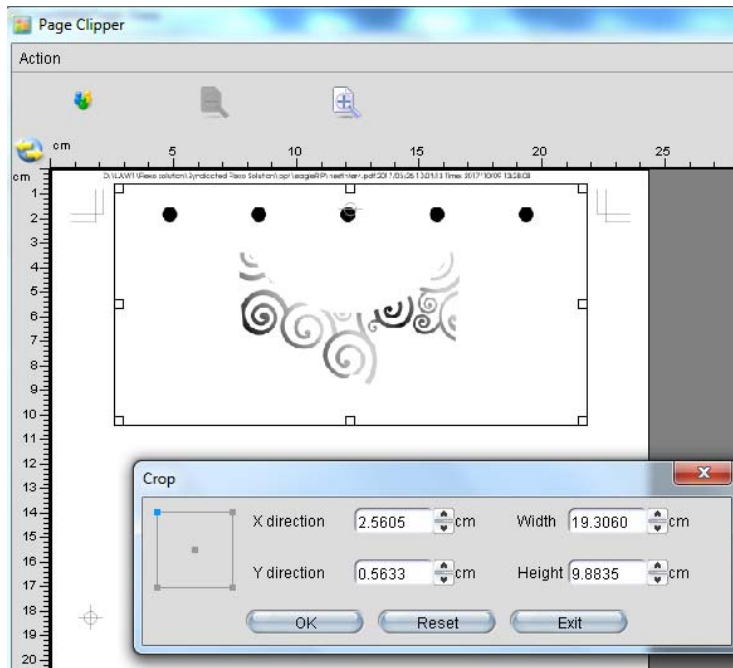 Page Clipper
Action
cm 5 10 15 20 25
cm
1
2
3
4
5
6
7
8
9
10
11
12
13
14
15
16
17
18
19
20
Crop
X direction 2.5605 cm Width 19.3060 cm
Y direction 0.5633 cm Height 9.8835 cm
OK Reset Exit